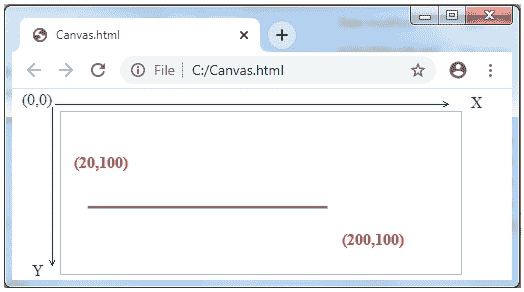 Canvas.html
File C:/Canvas.html
(0,0)
X
(20,100)
(200,100)
Y